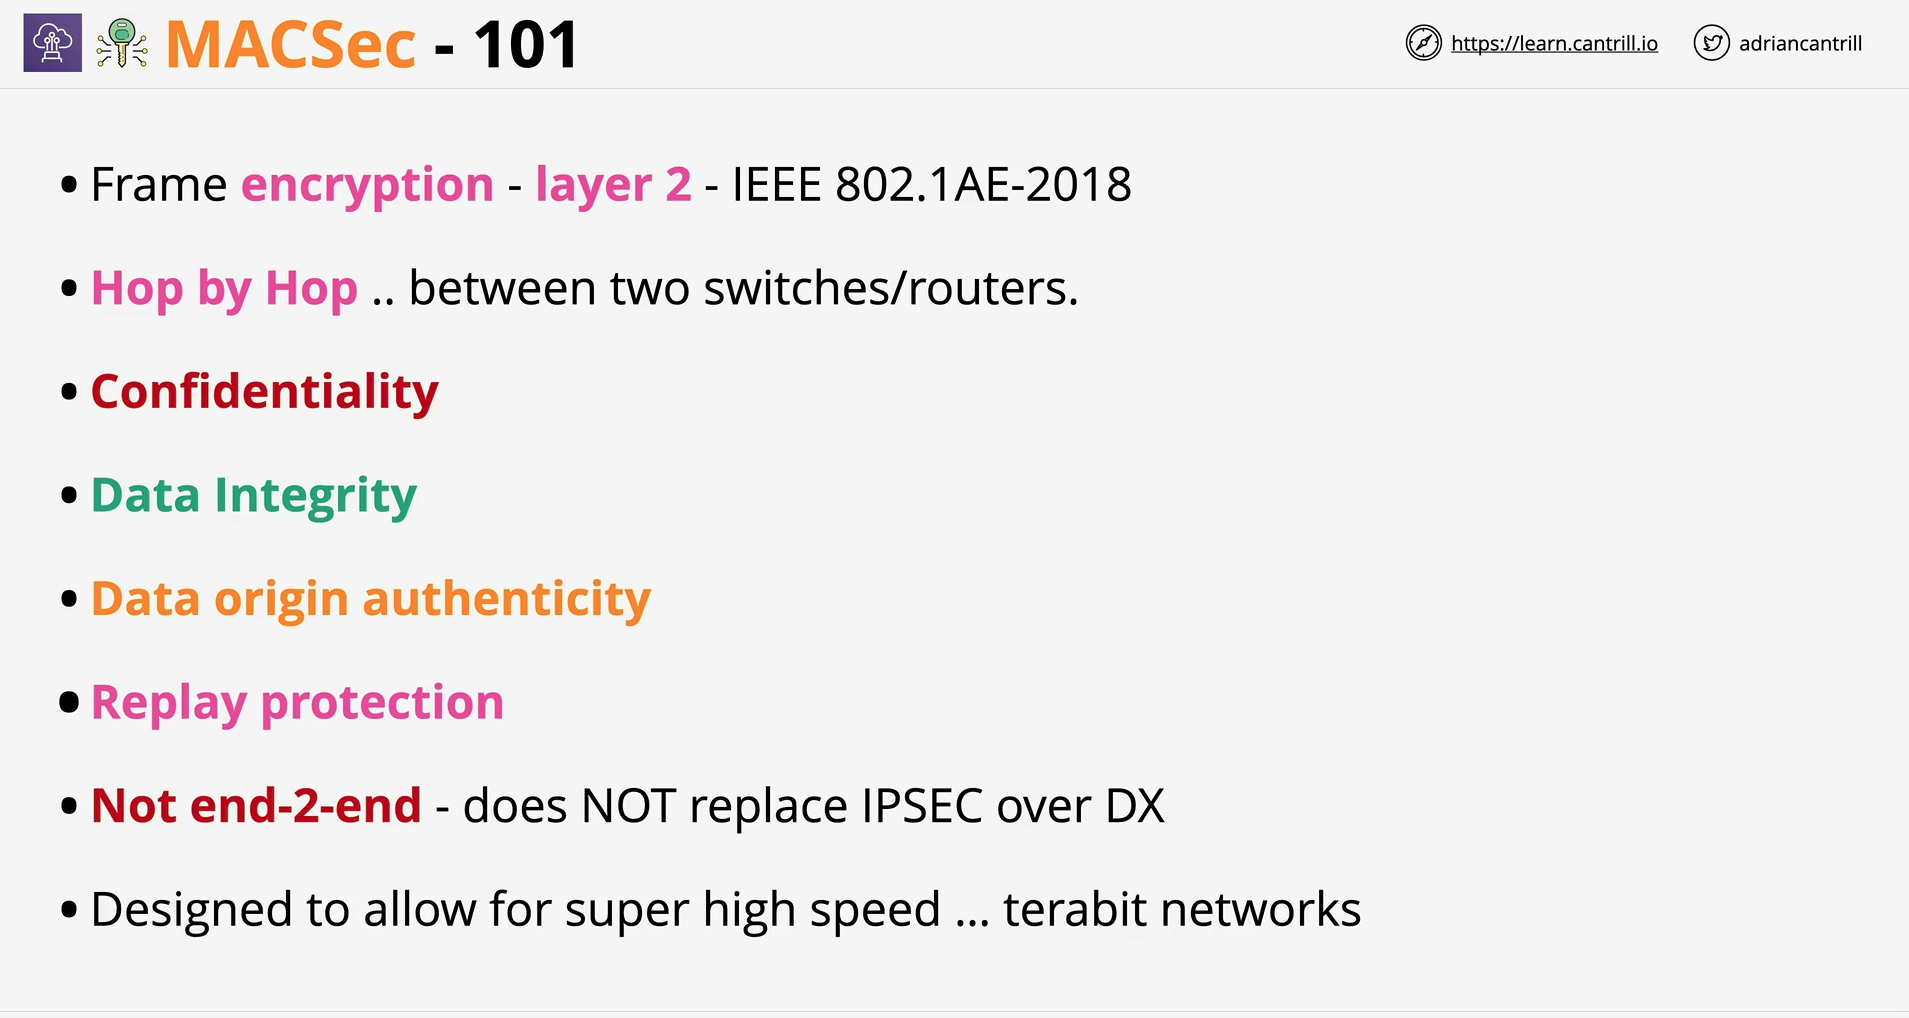 MACSec - 101
https://learn.cantrill.io
adriancantrill
• Frame encryption - layer 2 - IEEE 802.1AE-2018
• Hop by Hop .. between two switches/routers.
• Confidentiality
• Data Integrity
• Data origin authenticity
• Replay protection
• Not end-2-end - does NOT replace IPSEC over DX
• Designed to allow for super high speed ... terabit networks